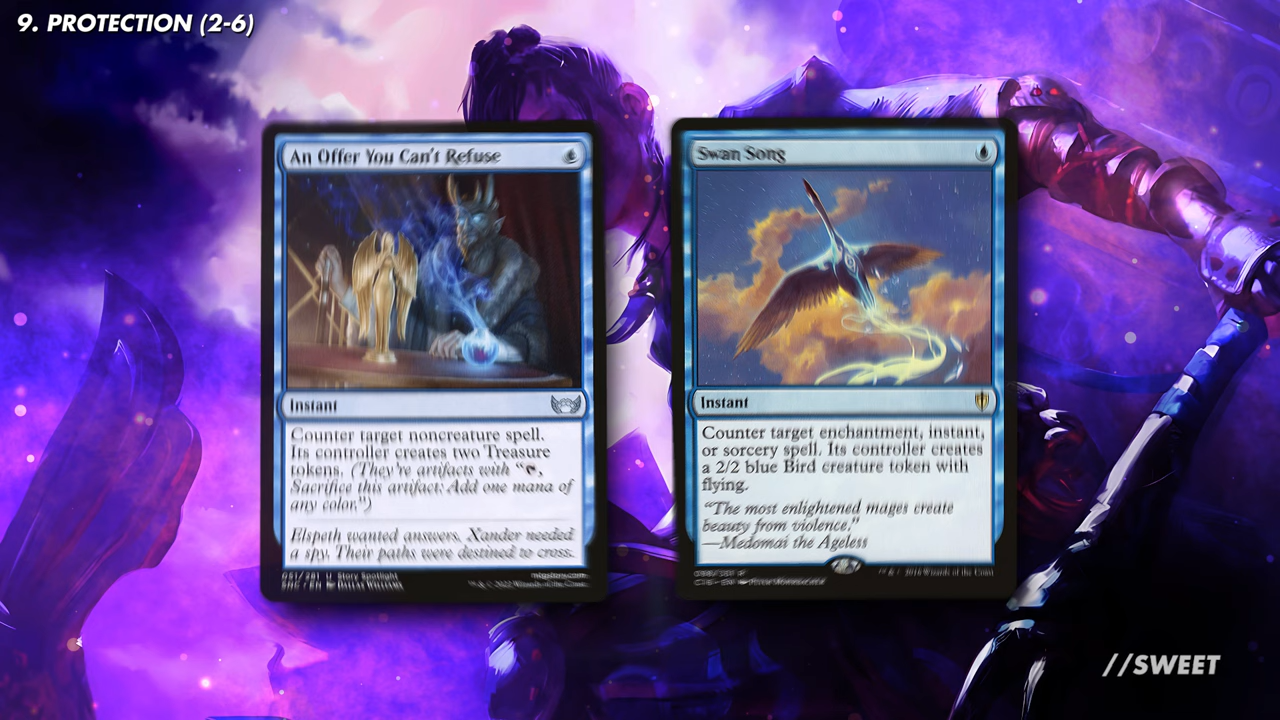 9. PROTECTION (2-6)
An Offer You Can't Refuse
Instant
Counter target noncreature spell.
Its controller creates two Treasure
tokens. (They're artifacts with “,
Sacrifice this artifact: Add one mana of
any color.”)
Elspeth wanted answers. Xander needed
a spy. Their paths were destined to cross.
Swan Song
Instant
Counter target enchantment, instant,
or sorcery spell. Its controller creates
a 2/2 blue Bird creature token with
flying.
“The most enlightened mages create
beauty from violence.”
—Medomai the Ageless
//SWEET